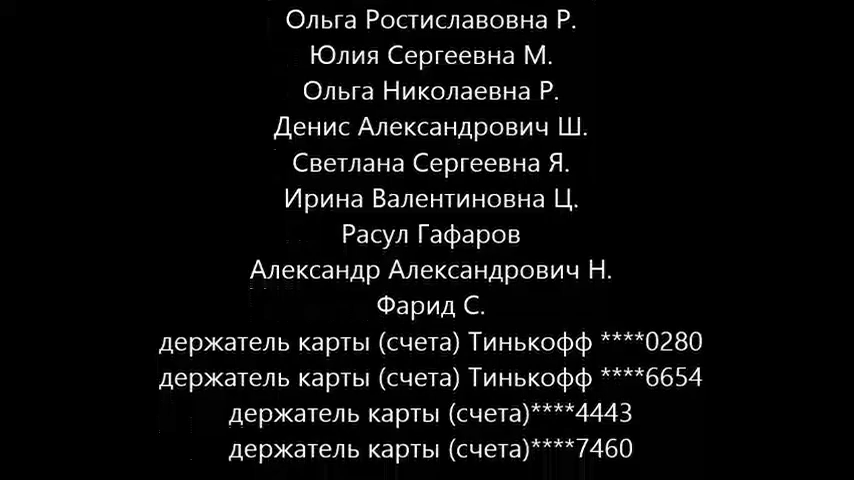 Ольга Ростиславовна Р.
Юлия Сергеевна М.
Ольга Николаевна Р.
Денис Александрович Ш.
Светлана Сергеевна Я.
Ирина Валентиновна Ц.
Расул Гафаров
Александр Александрович Н.
Фарид С.
держатель карты (счета) Тинькофф ****0280
держатель карты (счета) Тинькофф ****6654
держатель карты (счета)****4443
держатель карты (счета)****7460